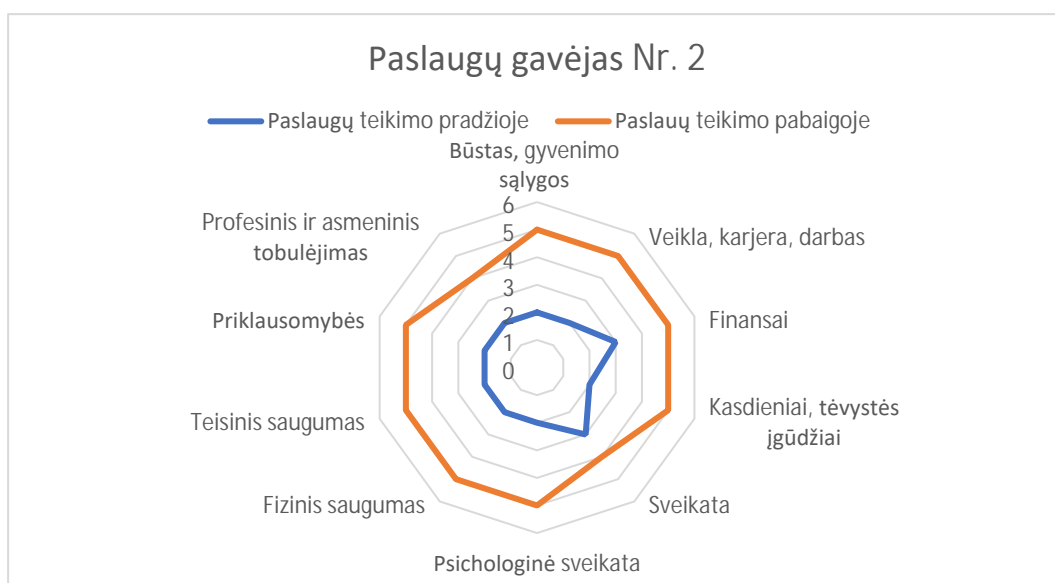 Paslaugų gavėjas Nr. 2
Paslaugų teikimo pradžioje
Paslauų teikimo pabaigoje
Būstas, gyvenimo
sąlygos
Veikla, karjera, darbas
Finansai
Kasdieniai, tėvystės
įgūdžiai
Sveikata
Psichologinė sveikata
Fizinis saugumas
Teisinis saugumas
Priklausomybės
Profesinis ir asmeninis
tobulėjimas
6
5
4
3
2
1
0